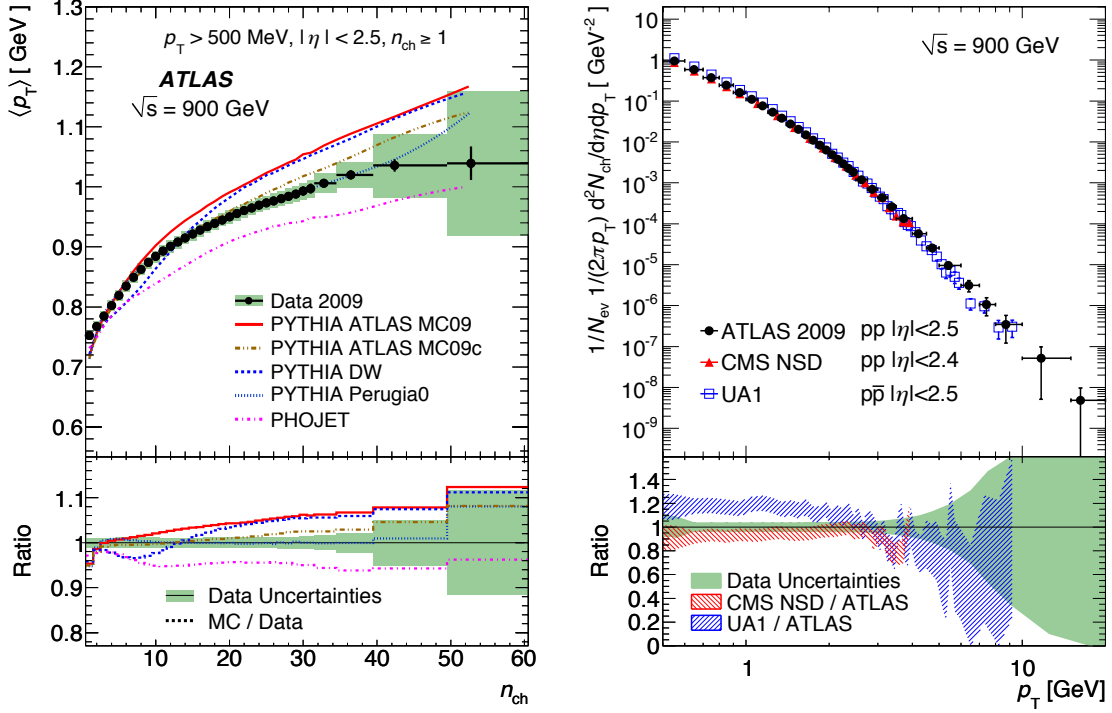 p_T > 500 MeV, | η | < 2.5, n_ch ≥ 1
ATLAS
√s = 900 GeV
⟨p_T⟩ [ GeV ]
1.3
1.2
1.1
1
0.9
0.8
0.7
0.6
Data 2009
PYTHIA ATLAS MC09
PYTHIA ATLAS MC09c
PYTHIA DW
PYTHIA Perugia0
PHOJET
Ratio
1.1
1
0.9
0.8
Data Uncertainties
MC / Data
10 20 30 40 50 60
n_ch
√s = 900 GeV
1/N_ev 1/(2πp_T) d²N_ch/dηdp_T [ GeV⁻² ]
10
1
10⁻¹
10⁻²
10⁻³
10⁻⁴
10⁻⁵
10⁻⁶
10⁻⁷
10⁻⁸
10⁻⁹
ATLAS 2009 pp |η|<2.5
CMS NSD pp |η|<2.4
UA1 pp̄ |η|<2.5
Ratio
1.4
1.2
1
0.8
0.6
0.4
0.2
0
Data Uncertainties
CMS NSD / ATLAS
UA1 / ATLAS
1 10
p_T [GeV]